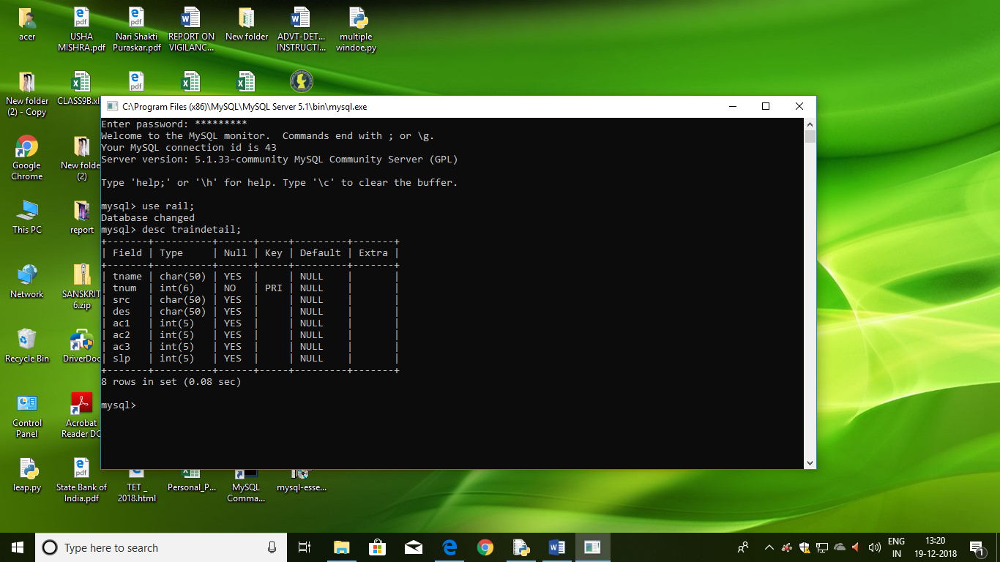 acer
USHA
MISHRA.pdf
Nari Shakti
Puraskar.pdf
REPORT ON
VIGILANC...
New folder
ADVT-DET...
INSTRUCTI...
multiple
windoe.py
New folder
(2) - Copy
CLASS9B.xl
C:\Program Files (x86)\MySQL\MySQL Server 5.1\bin\mysql.exe
Enter password: *********
Welcome to the MySQL monitor.  Commands end with ; or \g.
Your MySQL connection id is 43
Server version: 5.1.33-community MySQL Community Server (GPL)
Type 'help;' or '\h' for help. Type '\c' to clear the buffer.
mysql> use rail;
Database changed
mysql> desc traindetail;
+-------+----------+------+-----+---------+-------+
| Field | Type     | Null | Key | Default | Extra |
+-------+----------+------+-----+---------+-------+
| tname | char(50) | YES  |     | NULL    |       |
| tnum  | int(6)   | NO   | PRI | NULL    |       |
| src   | char(50) | YES  |     | NULL    |       |
| des   | char(50) | YES  |     | NULL    |       |
| ac1   | int(5)   | YES  |     | NULL    |       |
| ac2   | int(5)   | YES  |     | NULL    |       |
| ac3   | int(5)   | YES  |     | NULL    |       |
| slp   | int(5)   | YES  |     | NULL    |       |
+-------+----------+------+-----+---------+-------+
8 rows in set (0.08 sec)
mysql>
Google
Chrome
New folde
(2)
This PC
report
Network
SANSKRIT
6.zip
Recycle Bin
DriverDoc
Control
Panel
Acrobat
Reader DC
leap.py
State Bank of
India.pdf
TET _
2018.html
Personal_P...
MySQL
Comma...
mysql-esse...
Type here to search
ENG
IN
13:20
19-12-2018
1